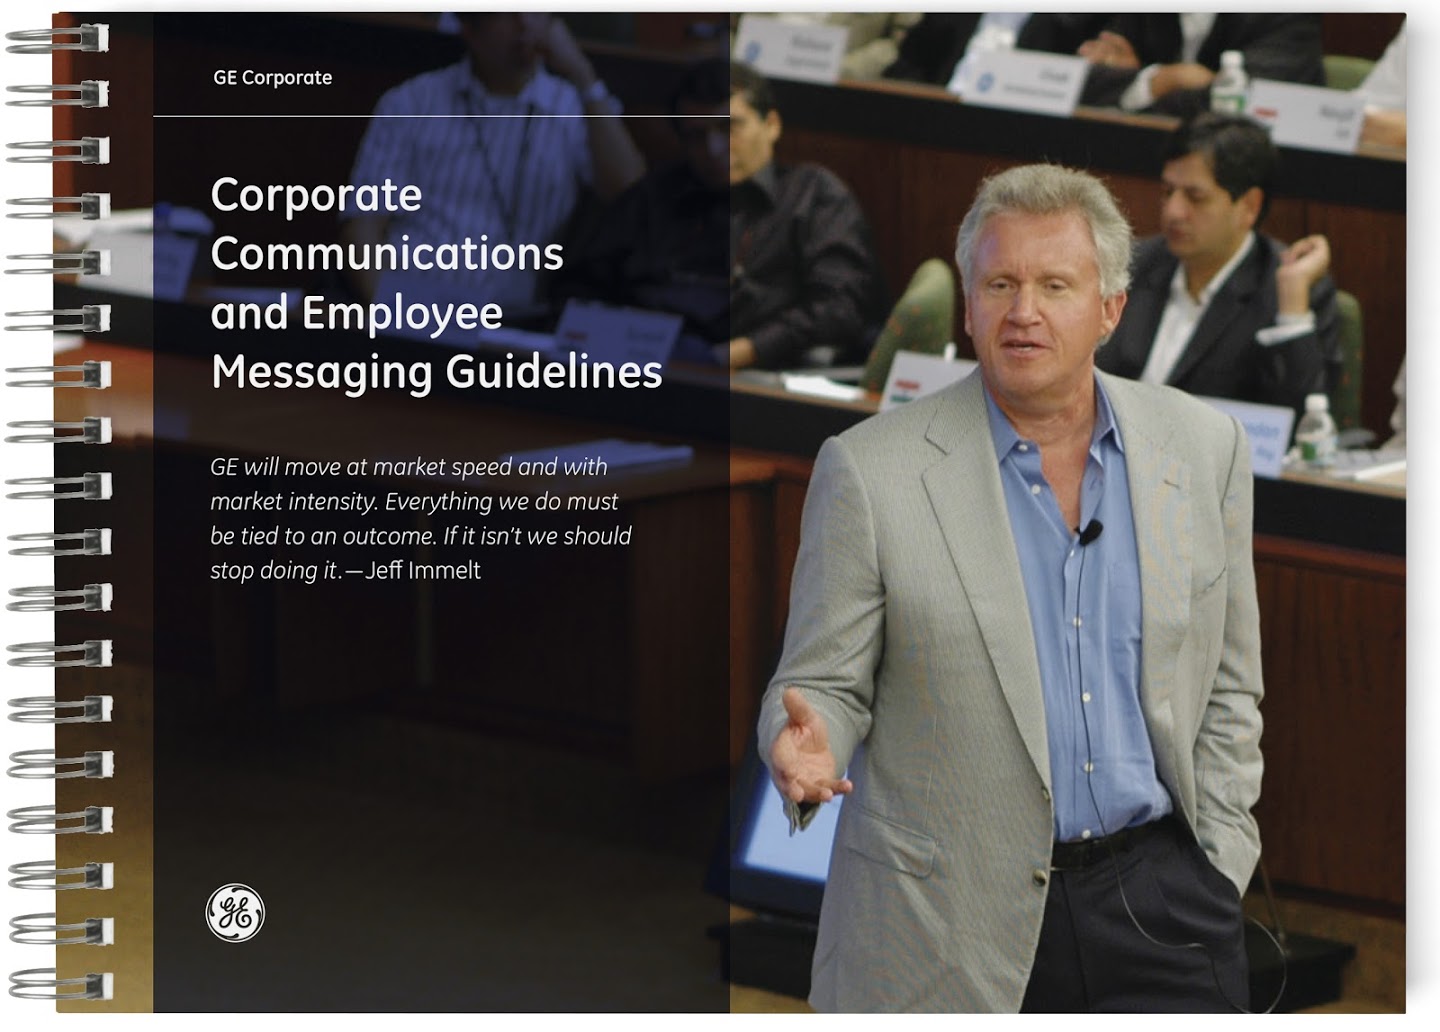 GE Corporate
Corporate
Communications
and Employee
Messaging Guidelines
GE will move at market speed and with
market intensity. Everything we do must
be tied to an outcome. If it isn’t we should
stop doing it.—Jeff Immelt
GE